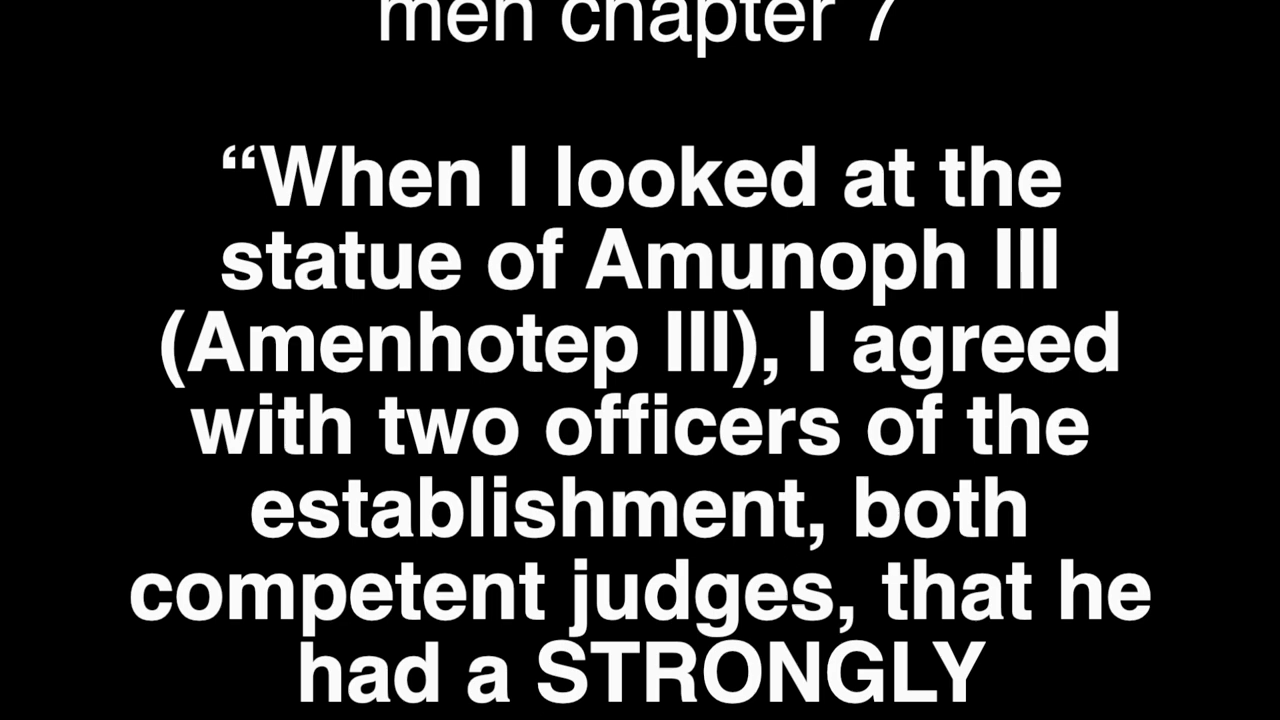 men chapter 7
“When I looked at the
statue of Amunoph III
(Amenhotep III), I agreed
with two officers of the
establishment, both
competent judges, that he
had a STRONGLY